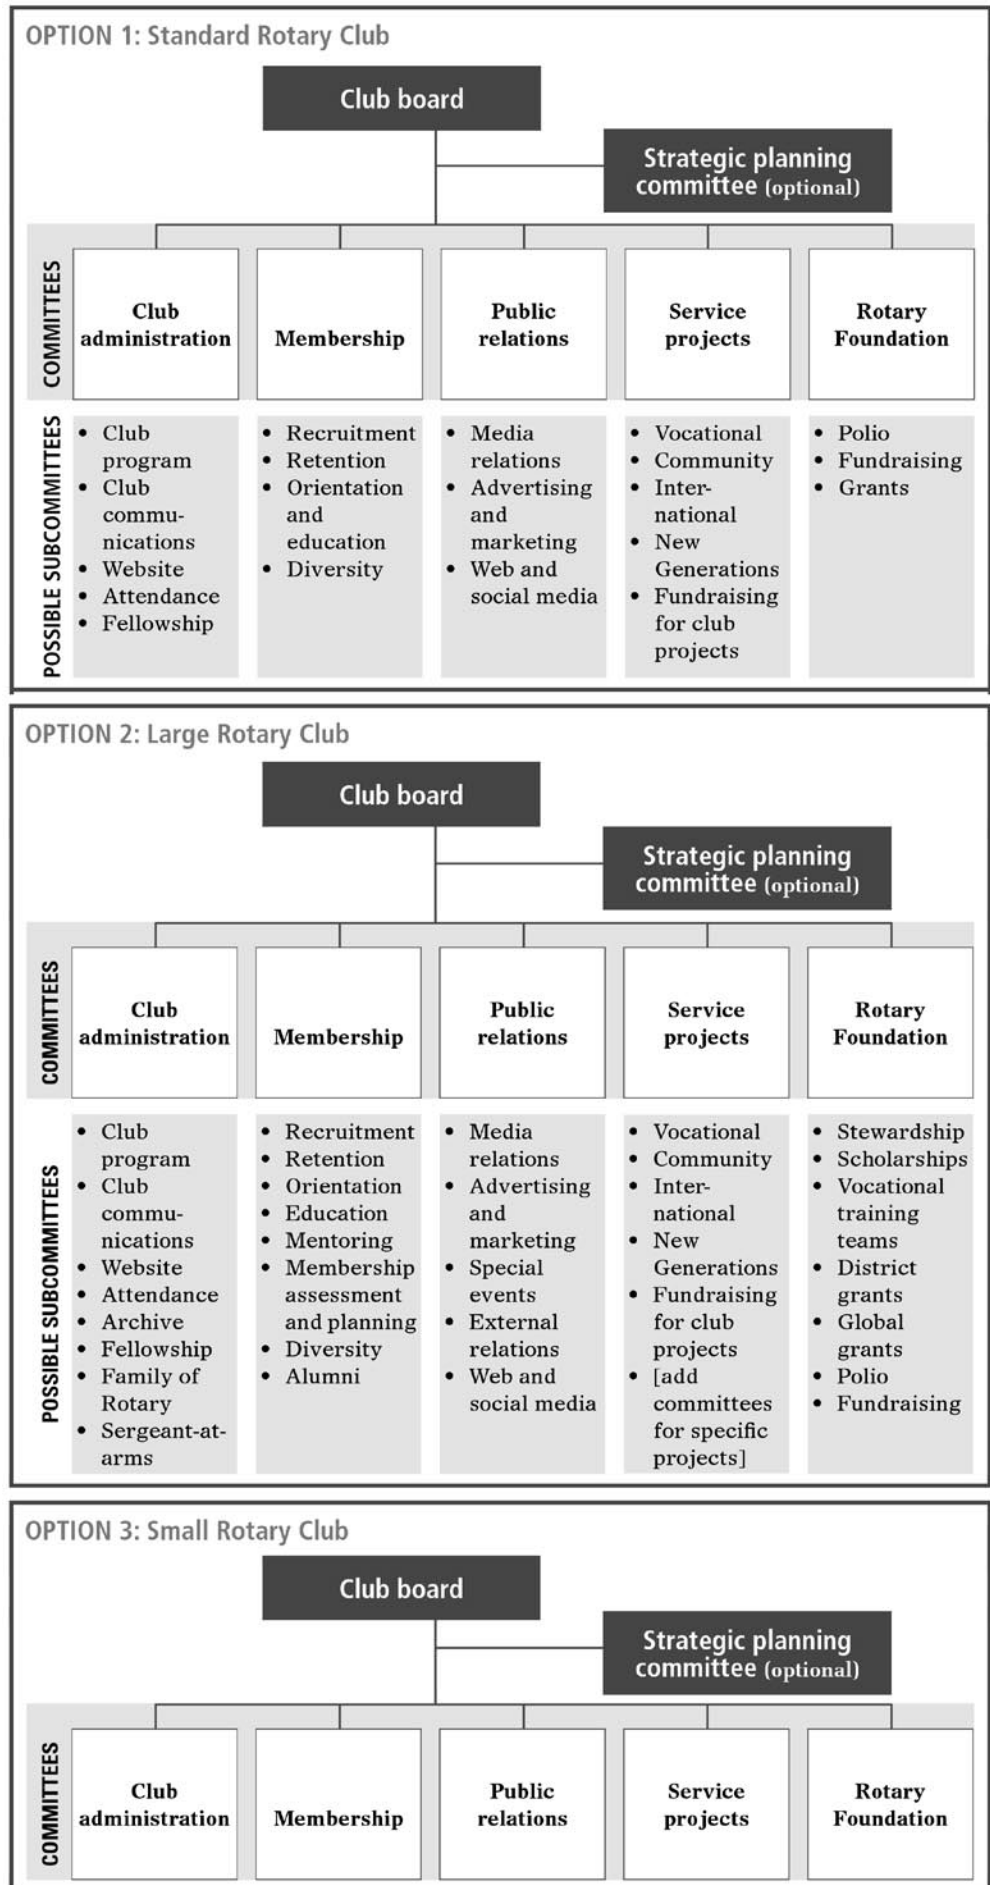 OPTION 1: Standard Rotary Club
Club board
Strategic planning
committee (optional)
COMMITTEES
Club
administration
Membership
Public
relations
Service
projects
Rotary
Foundation
POSSIBLE SUBCOMMITTEES
• Club
program
• Club
commu-
nications
• Website
• Attendance
• Fellowship
• Recruitment
• Retention
• Orientation
and
education
• Diversity
• Media
relations
• Advertising
and
marketing
• Web and
social media
• Vocational
• Community
• Inter-
national
• New
Generations
• Fundraising
for club
projects
• Polio
• Fundraising
• Grants
OPTION 2: Large Rotary Club
Club board
Strategic planning
committee (optional)
COMMITTEES
Club
administration
Membership
Public
relations
Service
projects
Rotary
Foundation
POSSIBLE SUBCOMMITTEES
• Club
program
• Club
commu-
nications
• Website
• Attendance
• Archive
• Fellowship
• Family of
Rotary
• Sergeant-at-
arms
• Recruitment
• Retention
• Orientation
• Education
• Mentoring
• Membership
assessment
and planning
• Diversity
• Alumni
• Media
relations
• Advertising
and
marketing
• Special
events
• External
relations
• Web and
social media
• Vocational
• Community
• Inter-
national
• New
Generations
• Fundraising
for club
projects
• [add
committees
for specific
projects]
• Stewardship
• Scholarships
• Vocational
training
teams
• District
grants
• Global
grants
• Polio
• Fundraising
OPTION 3: Small Rotary Club
Club board
Strategic planning
committee (optional)
COMMITTEES
Club
administration
Membership
Public
relations
Service
projects
Rotary
Foundation